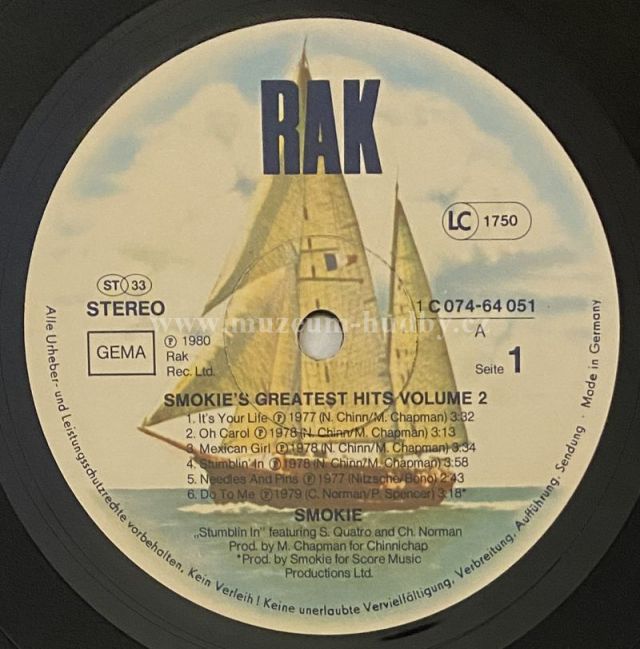 RAK
LC 1750
ST 33
STEREO
1C 074-64 051
A
GEMA
℗ 1980
Rak
Rec. Ltd.
Seite 1
www.muzeum-hudby.cz
SMOKIE'S GREATEST HITS VOLUME 2
1. It's Your Life ℗ 1977 (N. Chinn/M. Chapman) 3:32
2. Oh Carol ℗ 1978 (N. Chinn/M. Chapman) 3:13
3. Mexican Girl ℗ 1978 (N. Chinn/M. Chapman) 3:34
4. Stumblin' In ℗ 1978 (N. Chinn/M. Chapman) 3:58
5. Needles And Pins ℗ 1977 (Nitzsche/Bono) 2:43
6. Do To Me ℗ 1979 (C. Norman/P. Spencer) 3:18*
SMOKIE
„Stumblin In" featuring S. Quatro and Ch. Norman
Prod. by M. Chapman for Chinnichap
*Prod. by Smokie for Score Music
Productions Ltd.
Alle Urheber- und Leistungsschutzrechte vorbehalten. Kein Verleih! Keine unerlaubte Vervielfältigung, Verbreitung, Aufführung, Sendung · Made in Germany